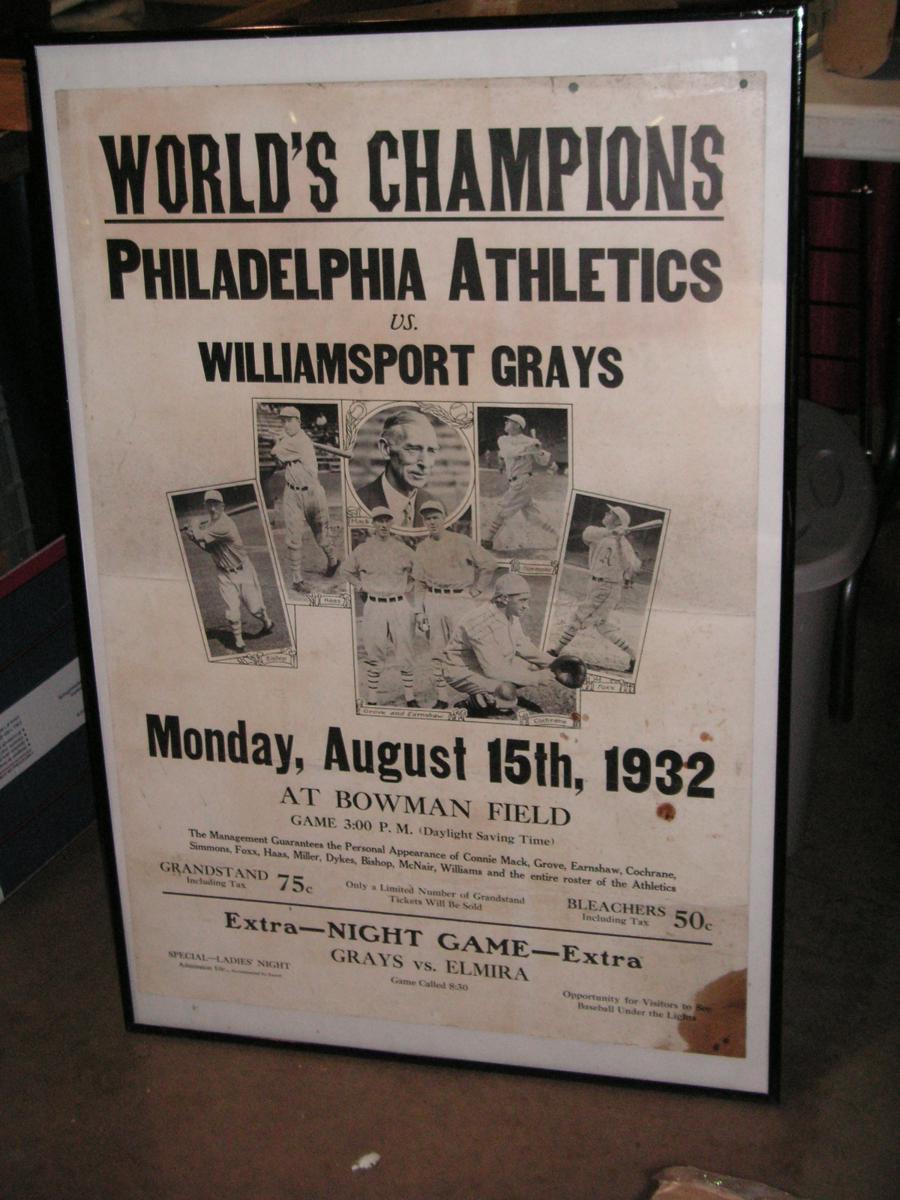 WORLD'S CHAMPIONS
PHILADELPHIA ATHLETICS
VS.
WILLIAMSPORT GRAYS
Mack
Haas
Simmons
Bishop
Foxx
Grove and Earnshaw
Cochrane
Monday, August 15th, 1932
AT BOWMAN FIELD
GAME 3:00 P. M. (Daylight Saving Time)
The Management Guarantees the Personal Appearance of Connie Mack, Grove, Earnshaw, Cochrane,
Simmons, Foxx, Haas, Miller, Dykes, Bishop, McNair, Williams and the entire roster of the Athletics
GRANDSTAND 75c
Including Tax
Only a Limited Number of Grandstand
Tickets Will Be Sold
BLEACHERS 50c
Including Tax
Extra—NIGHT GAME—Extra
SPECIAL—LADIES' NIGHT
Admission
GRAYS vs. ELMIRA
Game Called 8:30
Opportunity for Visitors to See
Baseball Under the Lights